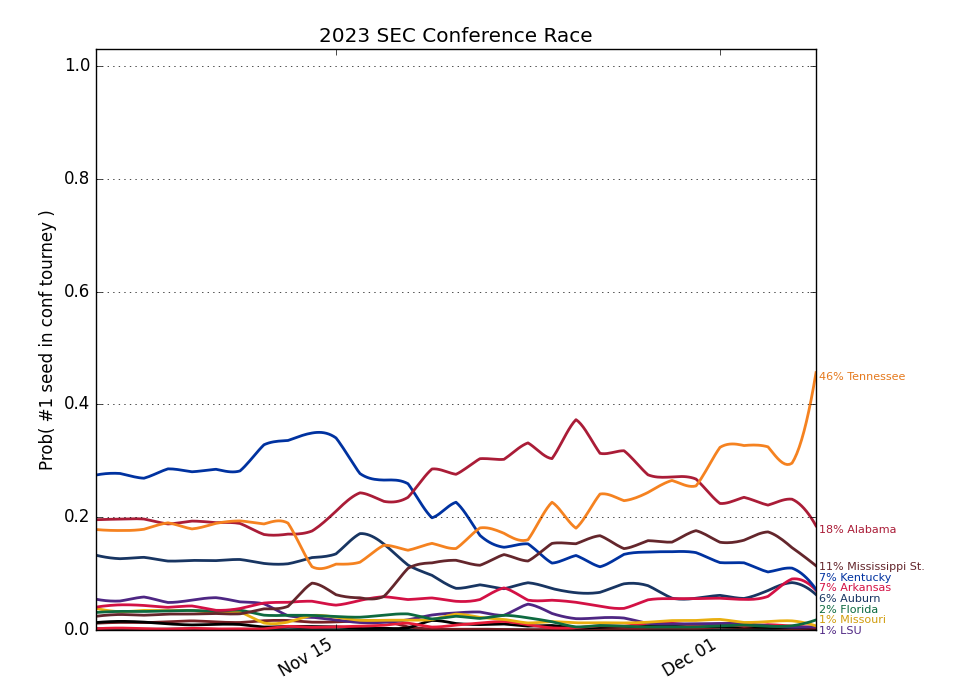 2023 SEC Conference Race
Prob( #1 seed in conf tourney )
1.0
0.8
0.6
0.4
0.2
0.0
Nov 15
Dec 01
46% Tennessee
18% Alabama
11% Mississippi St.
7% Kentucky
7% Arkansas
6% Auburn
2% Florida
1% Missouri
1% LSU